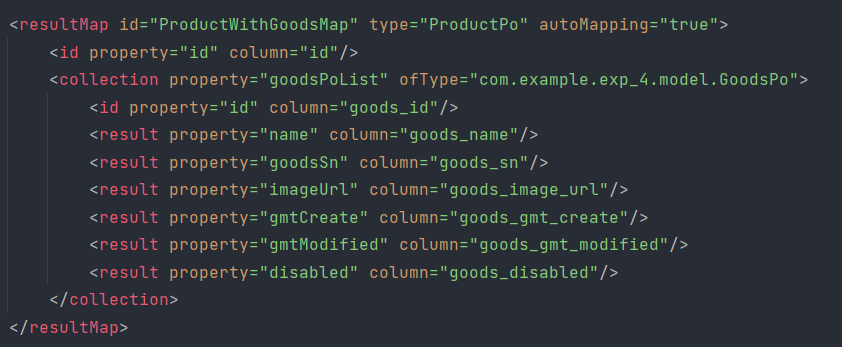 <resultMap id="ProductWithGoodsMap" type="ProductPo" autoMapping="true">
    <id property="id" column="id"/>
    <collection property="goodsPoList" ofType="com.example.exp_4.model.GoodsPo">
        <id property="id" column="goods_id"/>
        <result property="name" column="goods_name"/>
        <result property="goodsSn" column="goods_sn"/>
        <result property="imageUrl" column="goods_image_url"/>
        <result property="gmtCreate" column="goods_gmt_create"/>
        <result property="gmtModified" column="goods_gmt_modified"/>
        <result property="disabled" column="goods_disabled"/>
    </collection>
</resultMap>